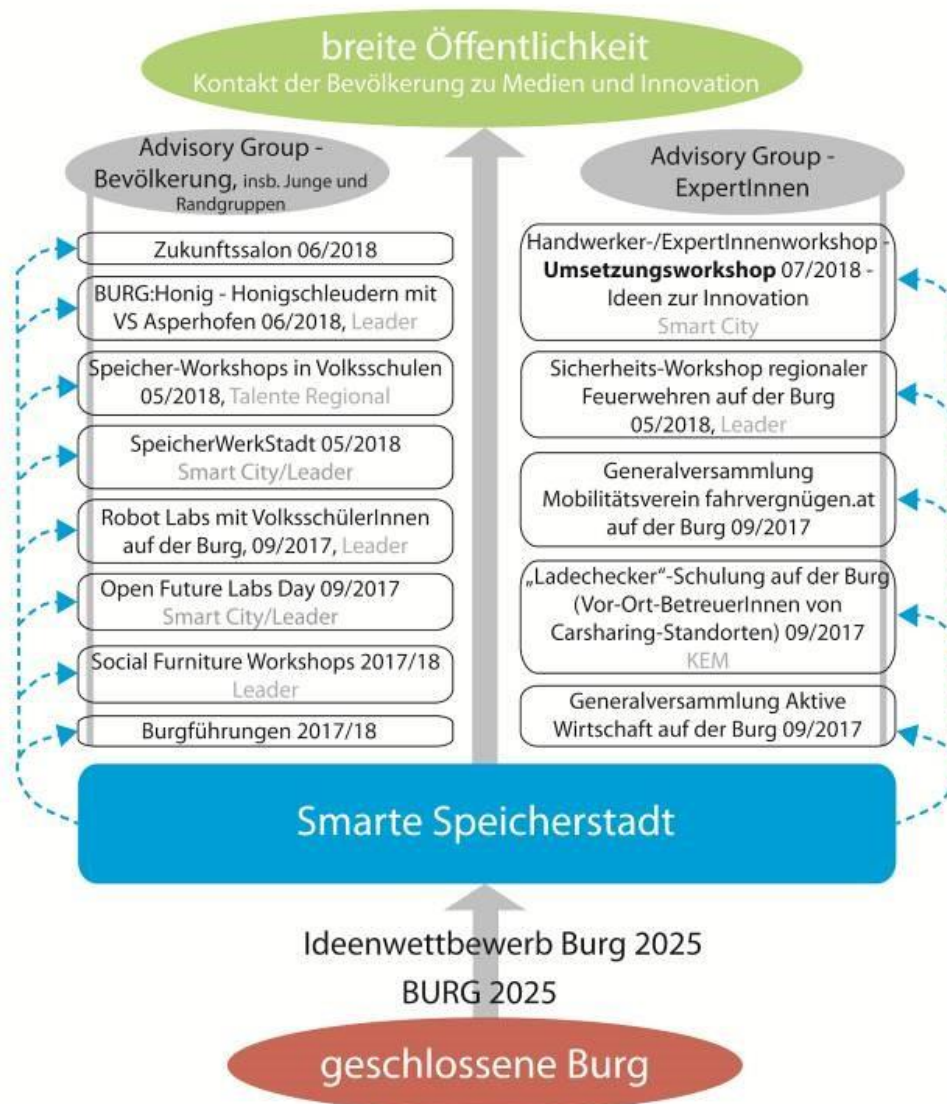 breite Öffentlichkeit
Kontakt der Bevölkerung zu Medien und Innovation
Advisory Group -
Bevölkerung, insb. Junge und
Randgruppen
Zukunftssalon 06/2018
BURG:Honig - Honigschleudern mit
VS Asperhofen 06/2018, Leader
Speicher-Workshops in Volksschulen
05/2018, Talente Regional
SpeicherWerkStadt 05/2018
Smart City/Leader
Robot Labs mit VolksschülerInnen
auf der Burg, 09/2017, Leader
Open Future Labs Day 09/2017
Smart City/Leader
Social Furniture Workshops 2017/18
Leader
Burgführungen 2017/18
Advisory Group -
ExpertInnen
Handwerker-/ExpertInnenworkshop -
Umsetzungsworkshop 07/2018 -
Ideen zur Innovation
Smart City
Sicherheits-Workshop regionaler
Feuerwehren auf der Burg
05/2018, Leader
Generalversammlung
Mobilitätsverein fahrvergnügen.at
auf der Burg 09/2017
„Ladechecker“-Schulung auf der Burg
(Vor-Ort-BetreuerInnen von
Carsharing-Standorten) 09/2017
KEM
Generalversammlung Aktive
Wirtschaft auf der Burg 09/2017
Smarte Speicherstadt
Ideenwettbewerb Burg 2025
BURG 2025
geschlossene Burg